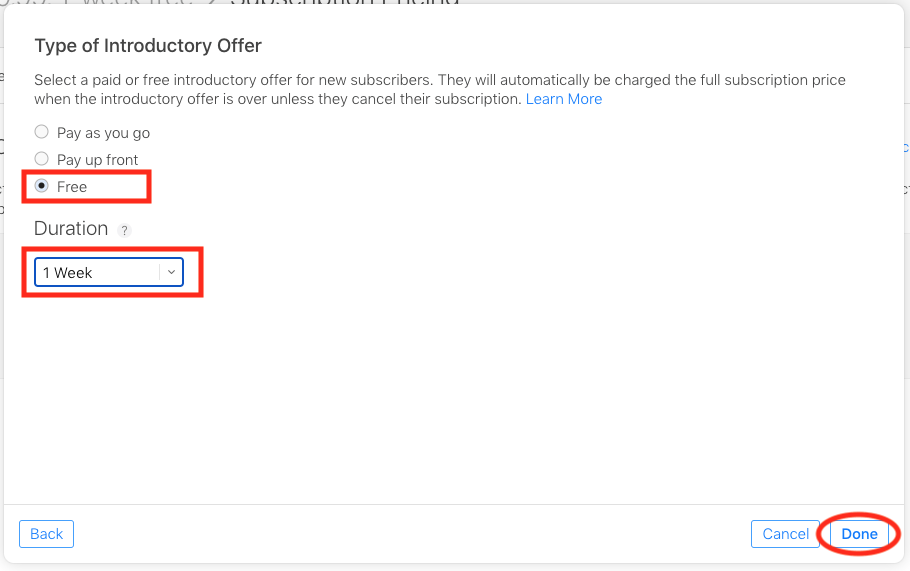 Type of Introductory Offer
Select a paid or free introductory offer for new subscribers. They will automatically be charged the full subscription price
when the introductory offer is over unless they cancel their subscription. Learn More
Pay as you go
Pay up front
Free
Duration ?
1 Week
Back
Cancel
Done